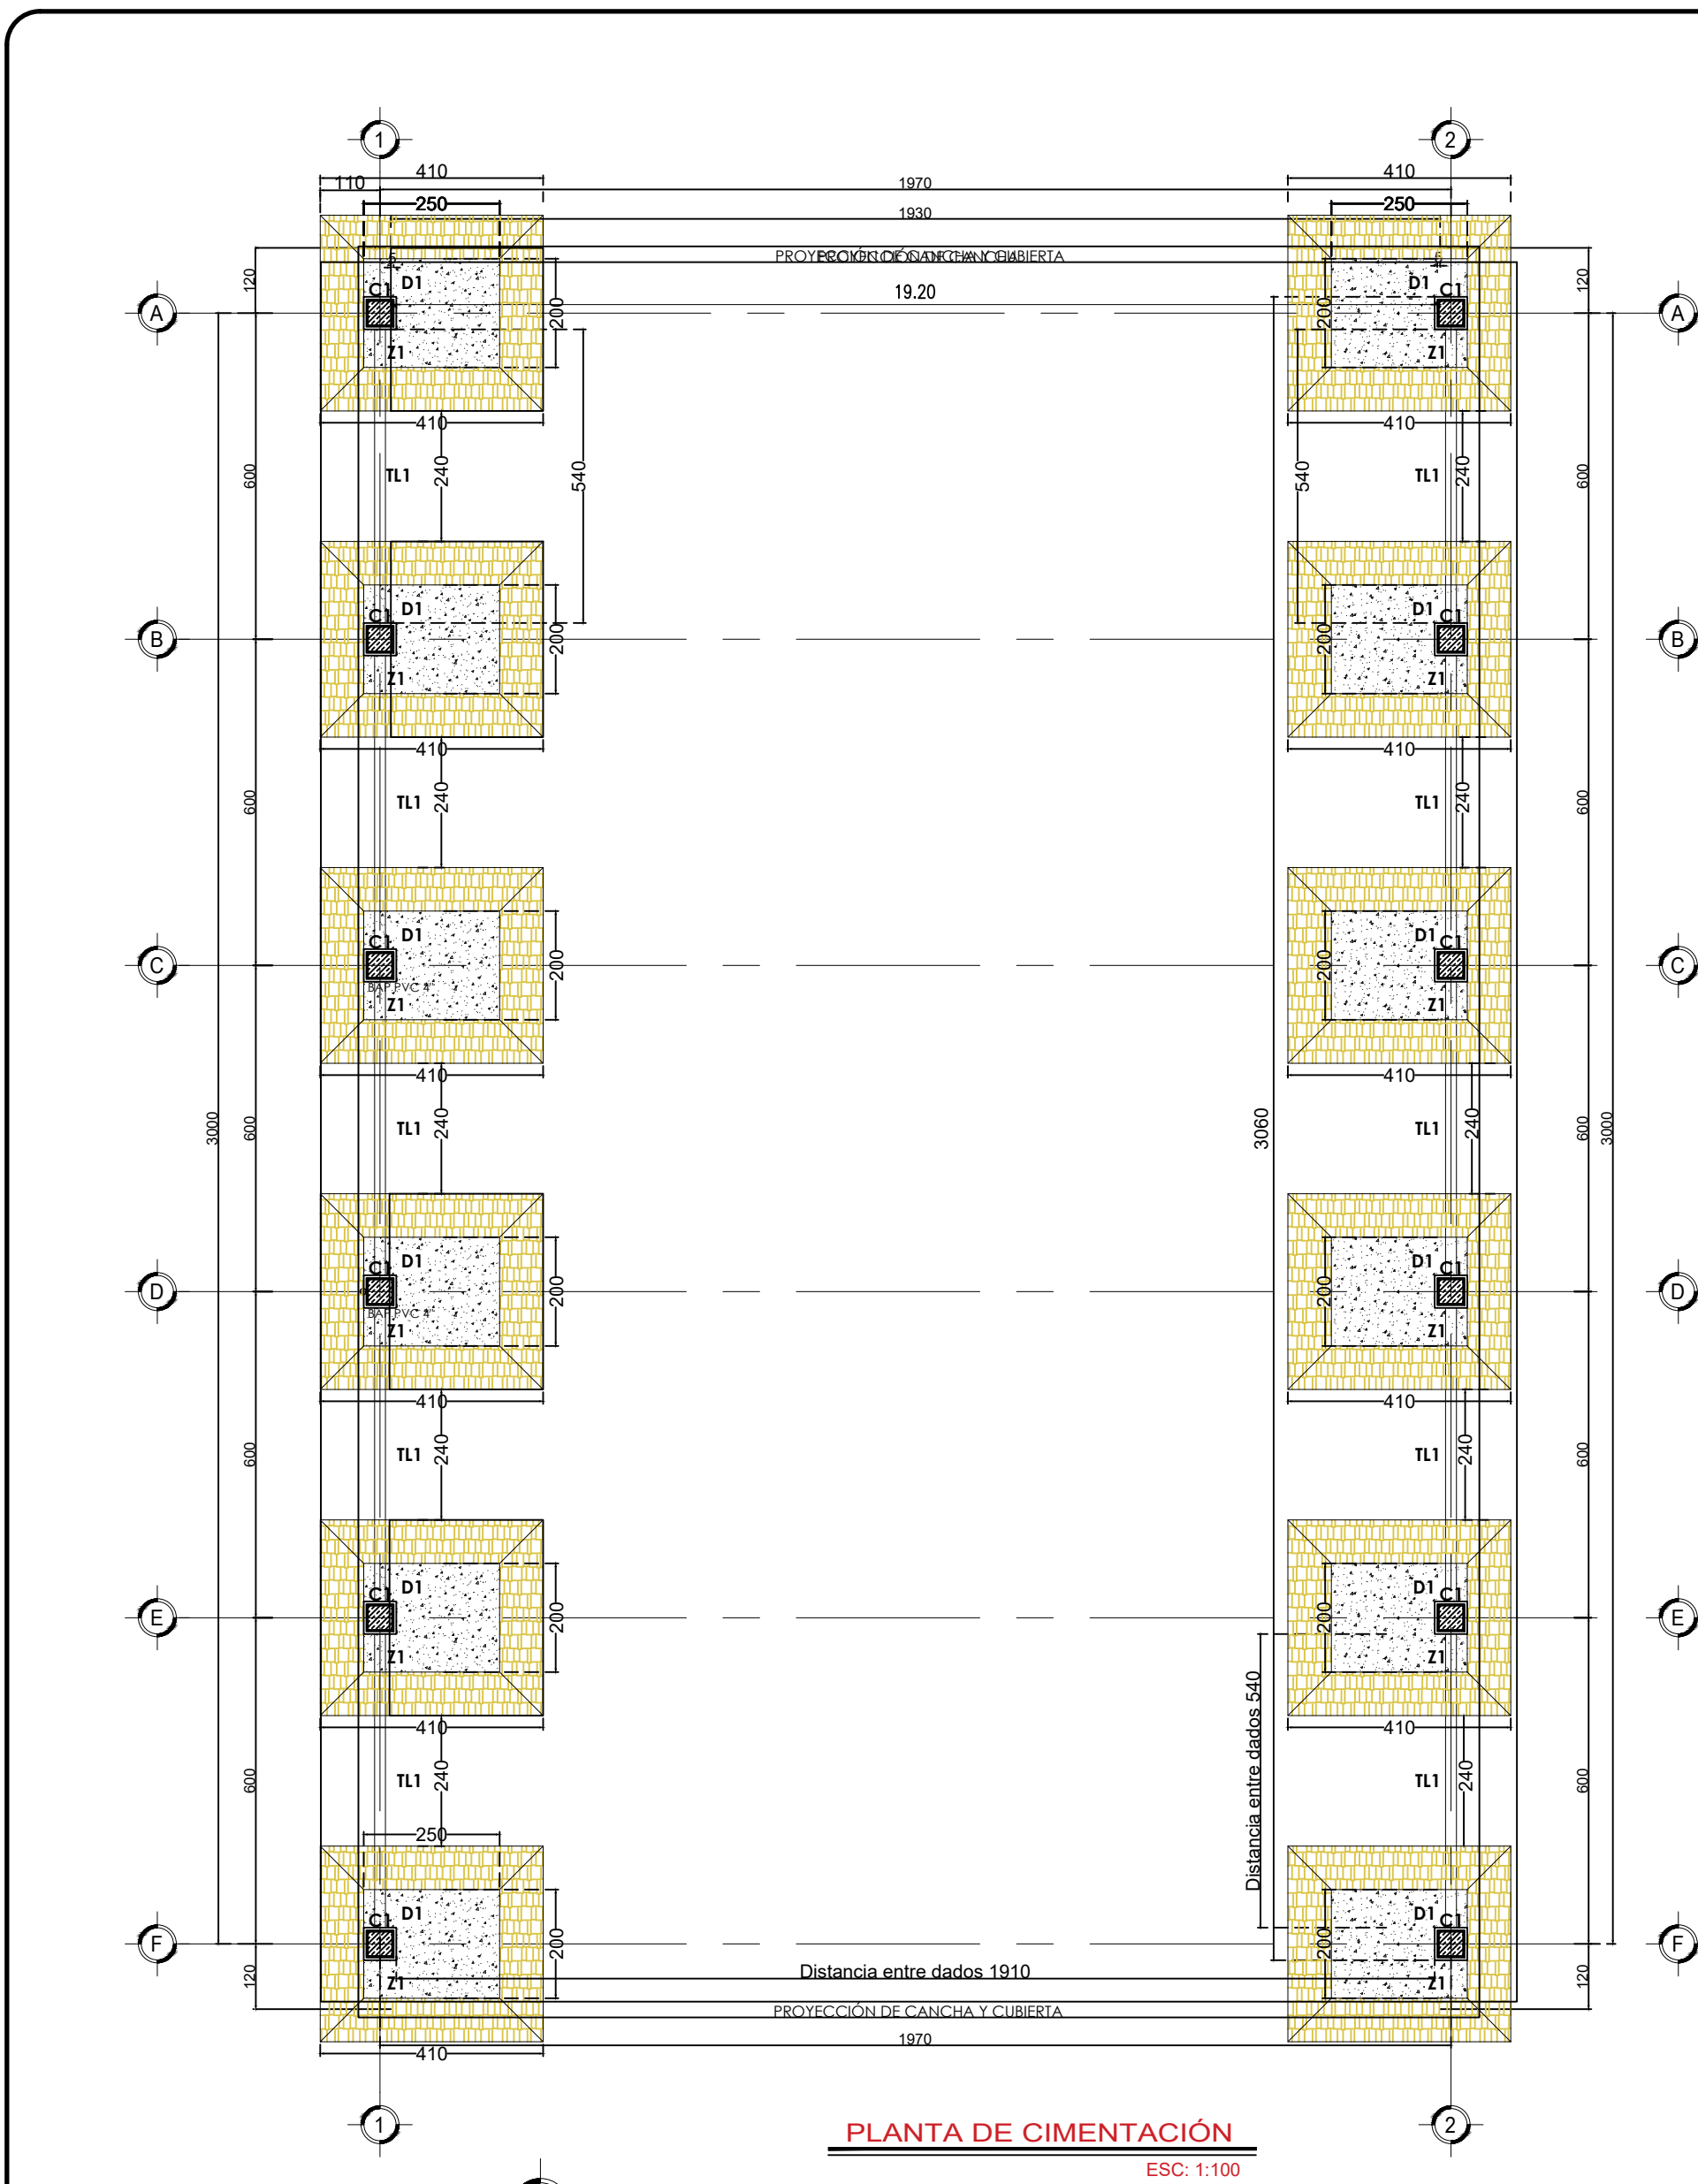 1
2
410
410
110
1970
250
250
1930
5
PROYECCIÓN DE CANCHA Y CUBIERTA
120
120
D1
D1
C1
C1
19.20
A
A
200
200
Z1
Z1
410
410
600
TL1
240
540
540
TL1
240
600
D1
D1
C1
C1
B
B
200
200
Z1
Z1
410
410
600
TL1
240
TL1
240
600
D1
D1
C1
C1
C
C
200
200
BAP PVC 4"
Z1
Z1
410
410
3000
600
TL1
240
3060
TL1
240
600
3000
D1
D1
C1
C1
D
D
200
200
BAP PVC 4"
Z1
Z1
410
410
600
TL1
240
TL1
240
600
D1
D1
C1
C1
E
E
200
200
Z1
Z1
410
410
Distancia entre dados 540
600
TL1
240
TL1
240
600
250
D1
D1
C1
C1
F
F
200
200
120
Z1
Distancia entre dados 1910
Z1
120
PROYECCIÓN DE CANCHA Y CUBIERTA
1970
410
1
2
PLANTA DE CIMENTACIÓN
ESC: 1:100